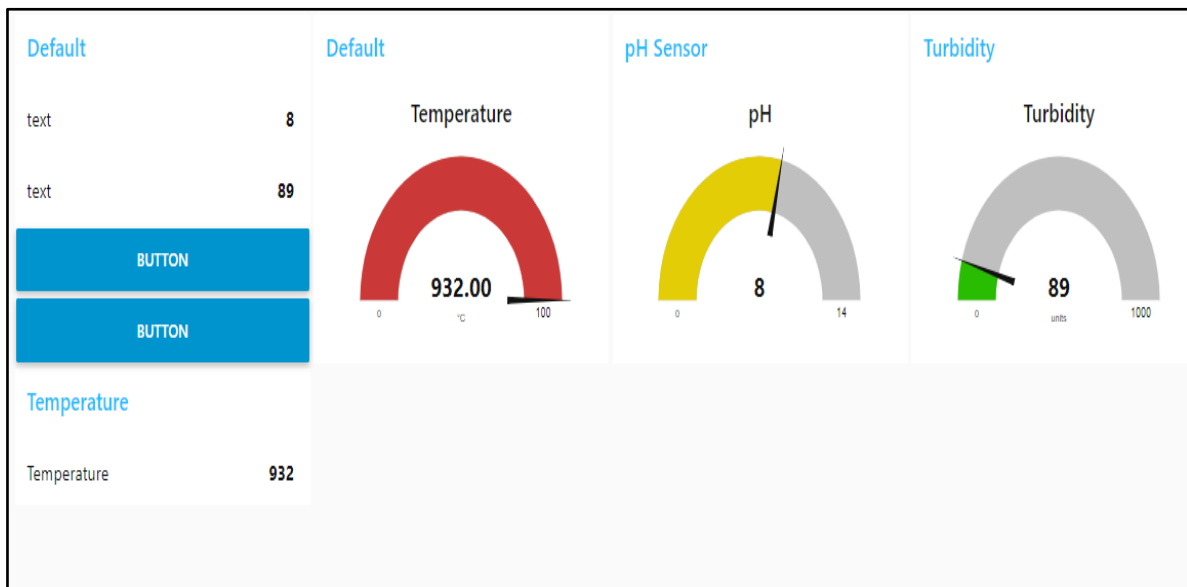 Default
text 8
text 89
BUTTON
BUTTON
Temperature
Temperature 932
Default
Temperature
932.00
0 °C 100
pH Sensor
pH
8
0 14
Turbidity
Turbidity
89
0 units 1000